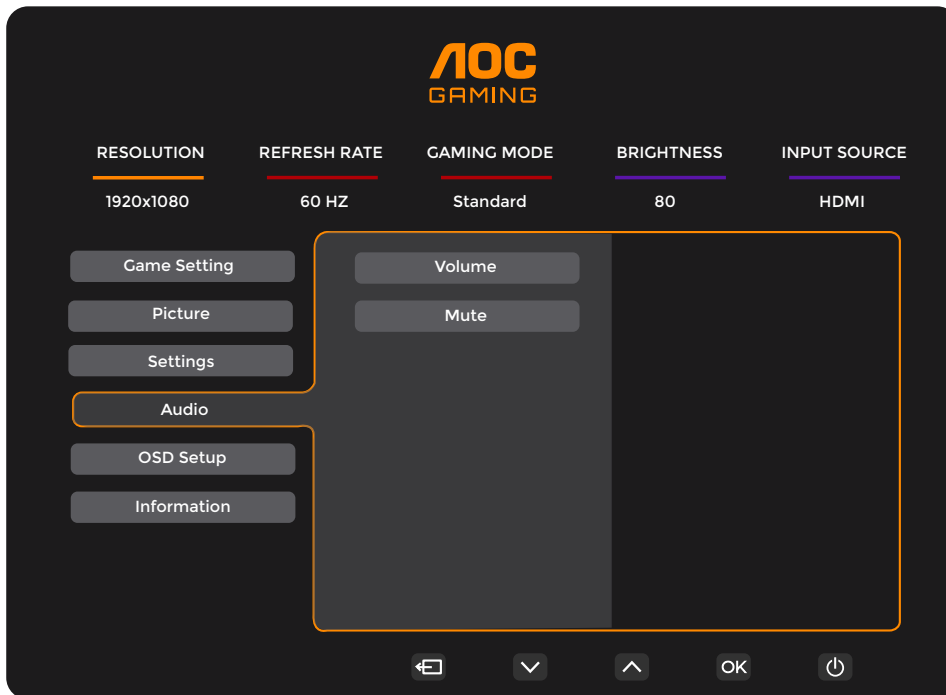 AOC
GAMING
RESOLUTION REFRESH RATE GAMING MODE BRIGHTNESS INPUT SOURCE
1920x1080 60 HZ Standard 80 HDMI
Game Setting Volume
Picture Mute
Settings
Audio
OSD Setup
Information
OK